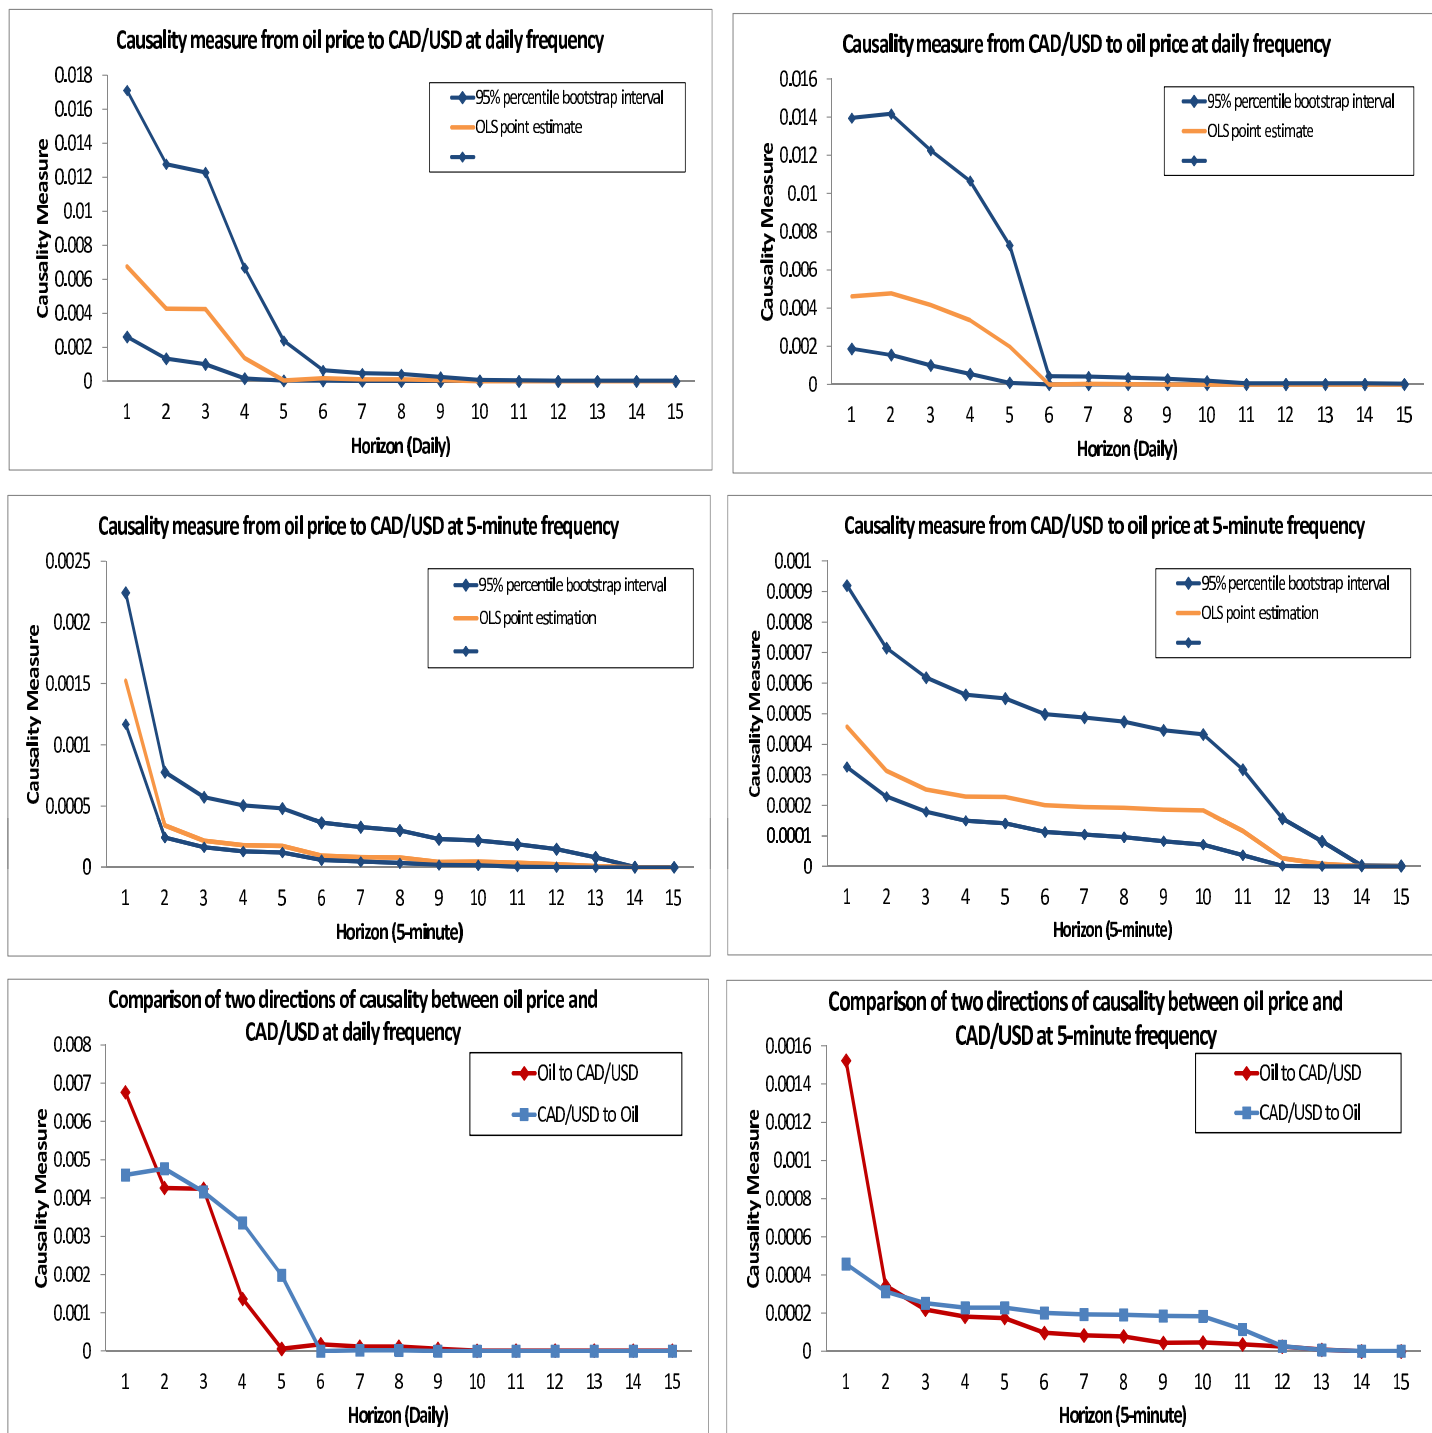 Causality measure from oil price to CAD/USD at daily frequency
Causality Measure
0.018
0.016
0.014
0.012
0.01
0.008
0.006
0.004
0.002
0
95% percentile bootstrap interval
OLS point estimate
1 2 3 4 5 6 7 8 9 10 11 12 13 14 15
Horizon (Daily)
Causality measure from CAD/USD to oil price at daily frequency
Causality Measure
0.016
0.014
0.012
0.01
0.008
0.006
0.004
0.002
0
95% percentile bootstrap interval
OLS point estimate
1 2 3 4 5 6 7 8 9 10 11 12 13 14 15
Horizon (Daily)
Causality measure from oil price to CAD/USD at 5-minute frequency
Causality Measure
0.0025
0.002
0.0015
0.001
0.0005
0
95% percentile bootstrap interval
OLS point estimation
1 2 3 4 5 6 7 8 9 10 11 12 13 14 15
Horizon (5-minute)
Causality measure from CAD/USD to oil price at 5-minute frequency
Causality Measure
0.001
0.0009
0.0008
0.0007
0.0006
0.0005
0.0004
0.0003
0.0002
0.0001
0
95% percentile bootstrap interval
OLS point estimation
1 2 3 4 5 6 7 8 9 10 11 12 13 14 15
Horizon (5-minute)
Comparison of two directions of causality between oil price and
CAD/USD at daily frequency
Causality Measure
0.008
0.007
0.006
0.005
0.004
0.003
0.002
0.001
0
Oil to CAD/USD
CAD/USD to Oil
1 2 3 4 5 6 7 8 9 10 11 12 13 14 15
Horizon (Daily)
Comparison of two directions of causality between oil price and
CAD/USD at 5-minute frequency
Causality Measure
0.0016
0.0014
0.0012
0.001
0.0008
0.0006
0.0004
0.0002
0
Oil to CAD/USD
CAD/USD to Oil
1 2 3 4 5 6 7 8 9 10 11 12 13 14 15
Horizon (5-minute)